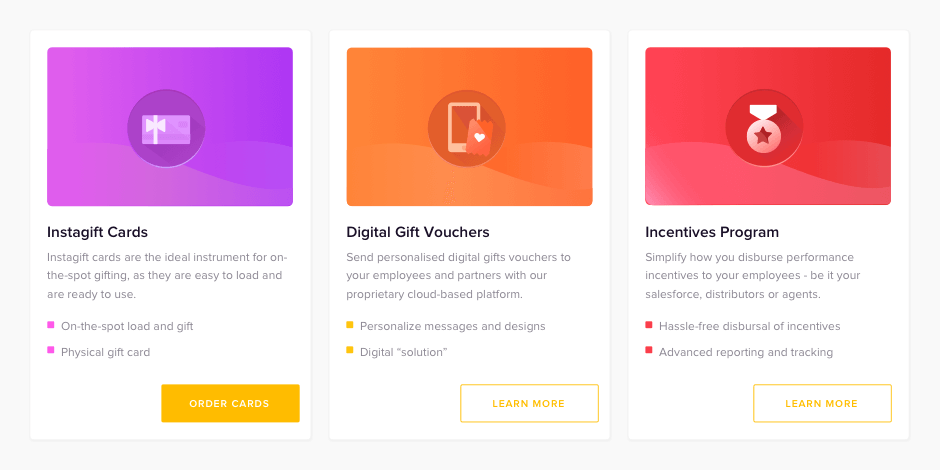 Instagift Cards
Instagift cards are the ideal instrument for on-
the-spot gifting, as they are easy to load and
are ready to use.
On-the-spot load and gift
Physical gift card
ORDER CARDS
Digital Gift Vouchers
Send personalised digital gifts vouchers to
your employees and partners with our
proprietary cloud-based platform.
Personalize messages and designs
Digital “solution”
LEARN MORE
Incentives Program
Simplify how you disburse performance
incentives to your employees - be it your
salesforce, distributors or agents.
Hassle-free disbursal of incentives
Advanced reporting and tracking
LEARN MORE